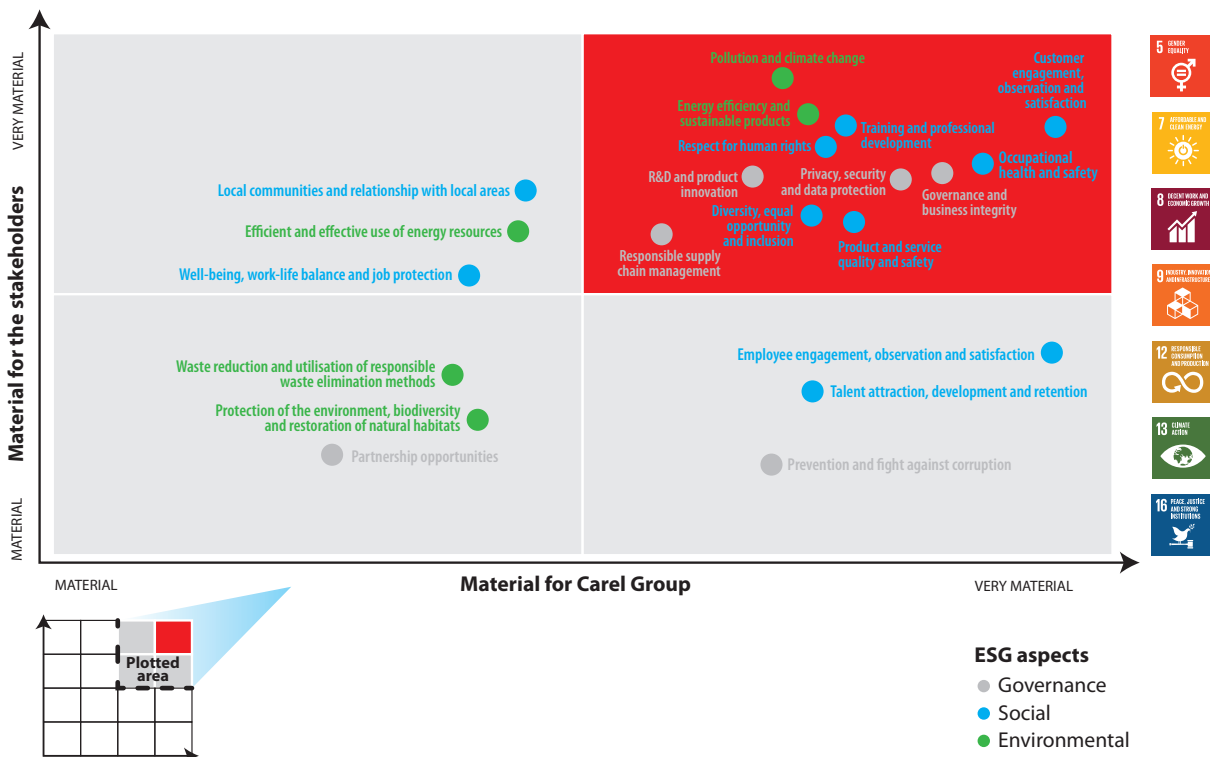 Material for the stakeholders
VERY MATERIAL
MATERIAL
Pollution and climate change
Energy efficiency and
sustainable products
Respect for human rights
Training and professional
development
Customer
engagement,
observation and
satisfaction
Occupational
health and safety
R&D and product
innovation
Privacy, security
and data protection
Governance and
business integrity
Diversity, equal
opportunity
and inclusion
Product and service
quality and safety
Responsible supply
chain management
Local communities and relationship with local areas
Efficient and effective use of energy resources
Well-being, work-life balance and job protection
Waste reduction and utilisation of responsible
waste elimination methods
Protection of the environment, biodiversity
and restoration of natural habitats
Partnership opportunities
Employee engagement, observation and satisfaction
Talent attraction, development and retention
Prevention and fight against corruption
MATERIAL
Material for Carel Group
VERY MATERIAL
5 GENDER
EQUALITY
7 AFFORDABLE AND
CLEAN ENERGY
8 DECENT WORK AND
ECONOMIC GROWTH
9 INDUSTRY, INNOVATION
AND INFRASTRUCTURE
12 RESPONSIBLE
CONSUMPTION
AND PRODUCTION
13 CLIMATE
ACTION
16 PEACE, JUSTICE
AND STRONG
INSTITUTIONS
Plotted
area
ESG aspects
Governance
Social
Environmental